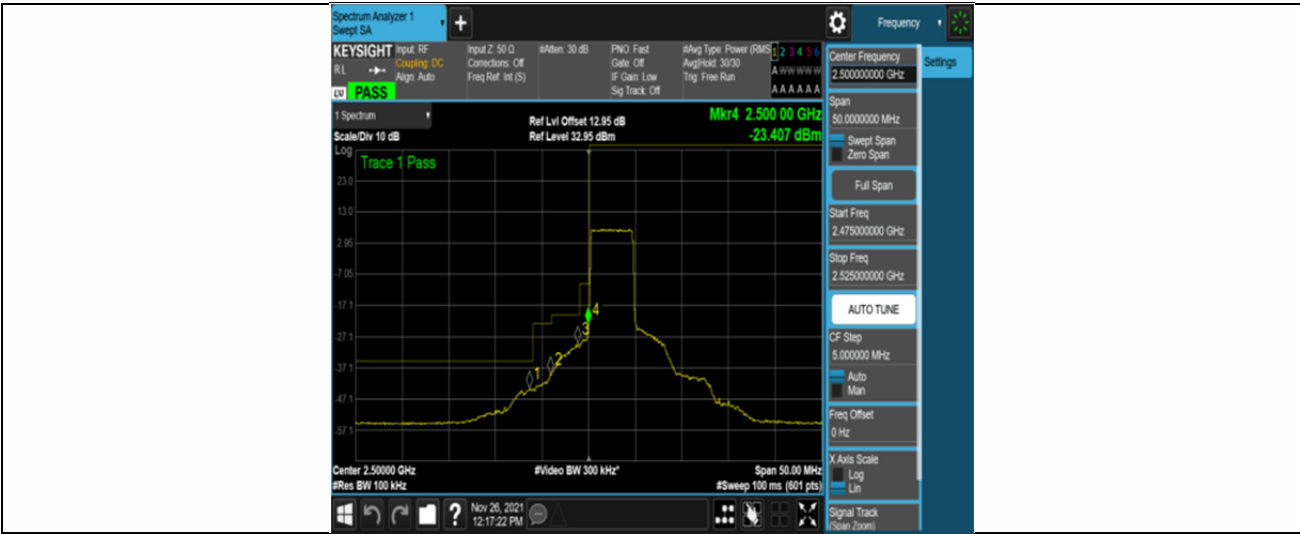 Spectrum Analyzer 1
Swept SA
+
Frequency
KEYSIGHT
Input: RF
Coupling: DC
Align: Auto
Input Z: 50 Ω
Corrections: Off
Freq Ref: Int (S)
#Atten: 30 dB
PNO: Fast
Gate: Off
IF Gain: Low
Sig Track: Off
#Avg Type: Power (RMS
Avg|Hold: 30/30
Trig: Free Run
1 2 3 4 5 6
A W W W W W
A A A A A A
R L
LXI
PASS
1 Spectrum
Scale/Div 10 dB
Ref Lvl Offset 12.95 dB
Ref Level 32.95 dBm
Mkr4 2.500 00 GHz
-23.407 dBm
Log
Trace 1 Pass
23.0
13.0
2.95
-7.05
-17.1
-27.1
-37.1
-47.1
-57.1
1
2
3
4
Center 2.50000 GHz
#Res BW 100 kHz
#Video BW 300 kHz*
Span 50.00 MHz
#Sweep 100 ms (601 pts)
Nov 26, 2021
12:17:22 PM
?
Center Frequency
2.500000000 GHz
Settings
Span
50.0000000 MHz
Swept Span
Zero Span
Full Span
Start Freq
2.475000000 GHz
Stop Freq
2.525000000 GHz
AUTO TUNE
CF Step
5.000000 MHz
Auto
Man
Freq Offset
0 Hz
X Axis Scale
Log
Lin
Signal Track
(Span Zoom)